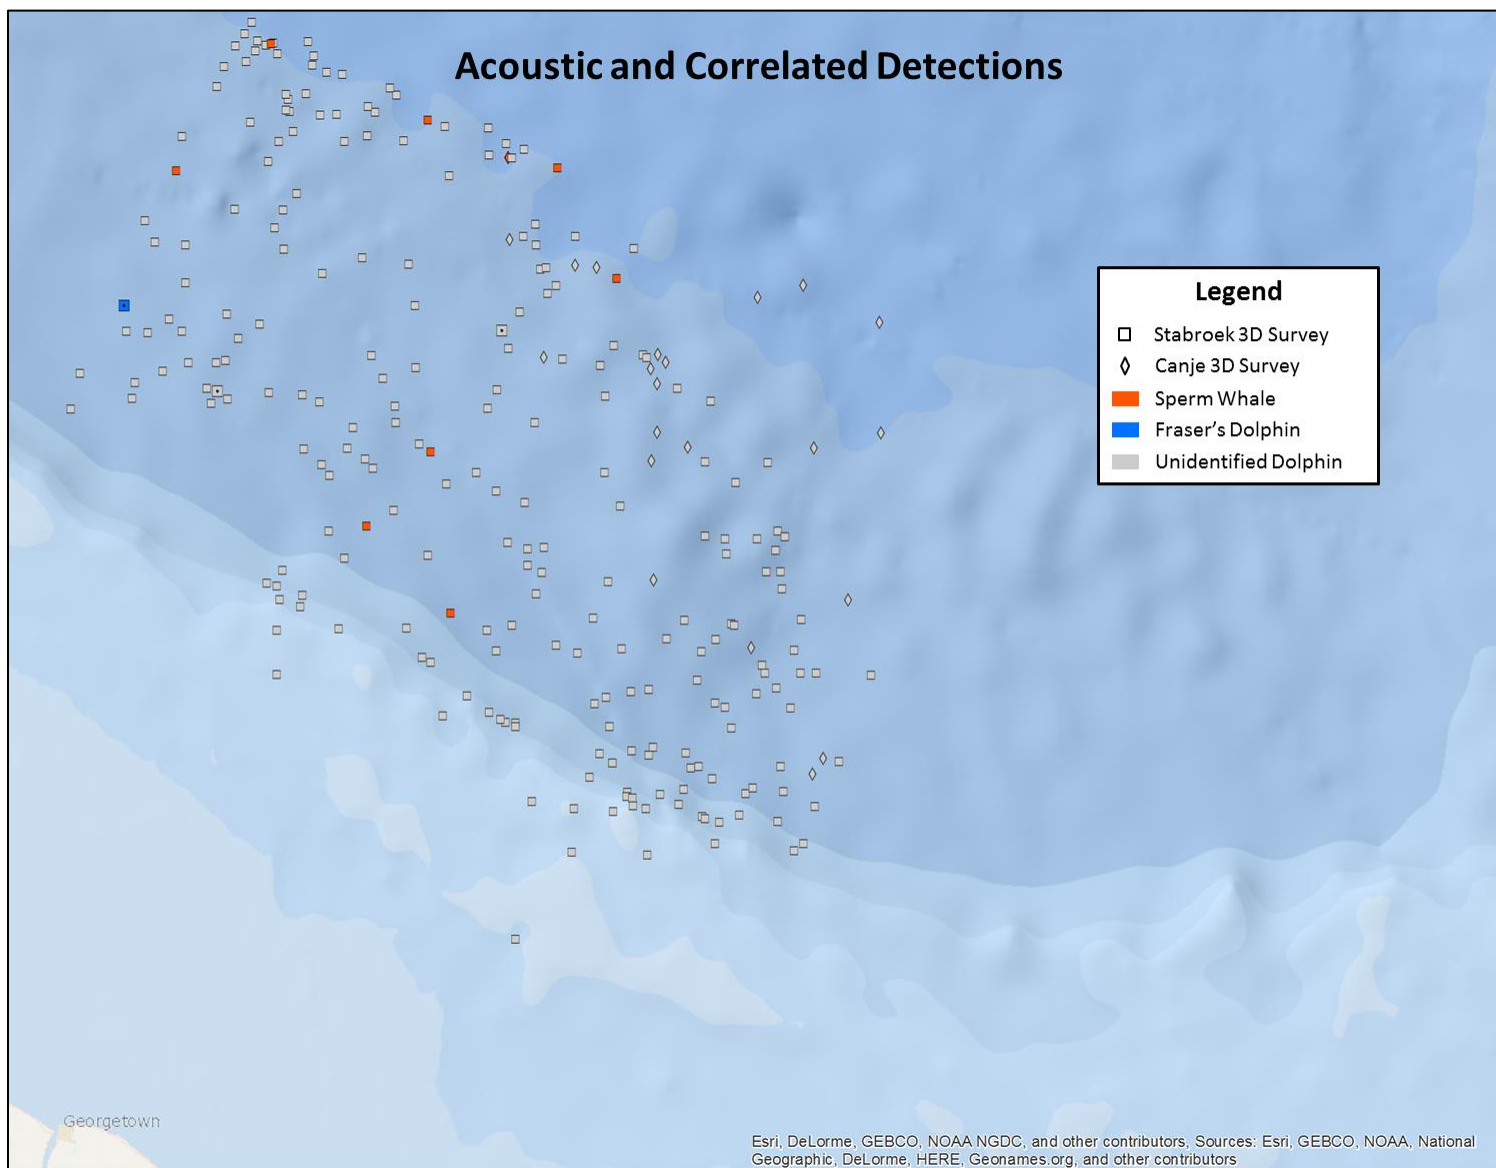 Acoustic and Correlated Detections
Legend
Stabroek 3D Survey
Canje 3D Survey
Sperm Whale
Fraser’s Dolphin
Unidentified Dolphin
Georgetown
Esri, DeLorme, GEBCO, NOAA NGDC, and other contributors, Sources: Esri, GEBCO, NOAA, National
Geographic, DeLorme, HERE, Geonames.org, and other contributors